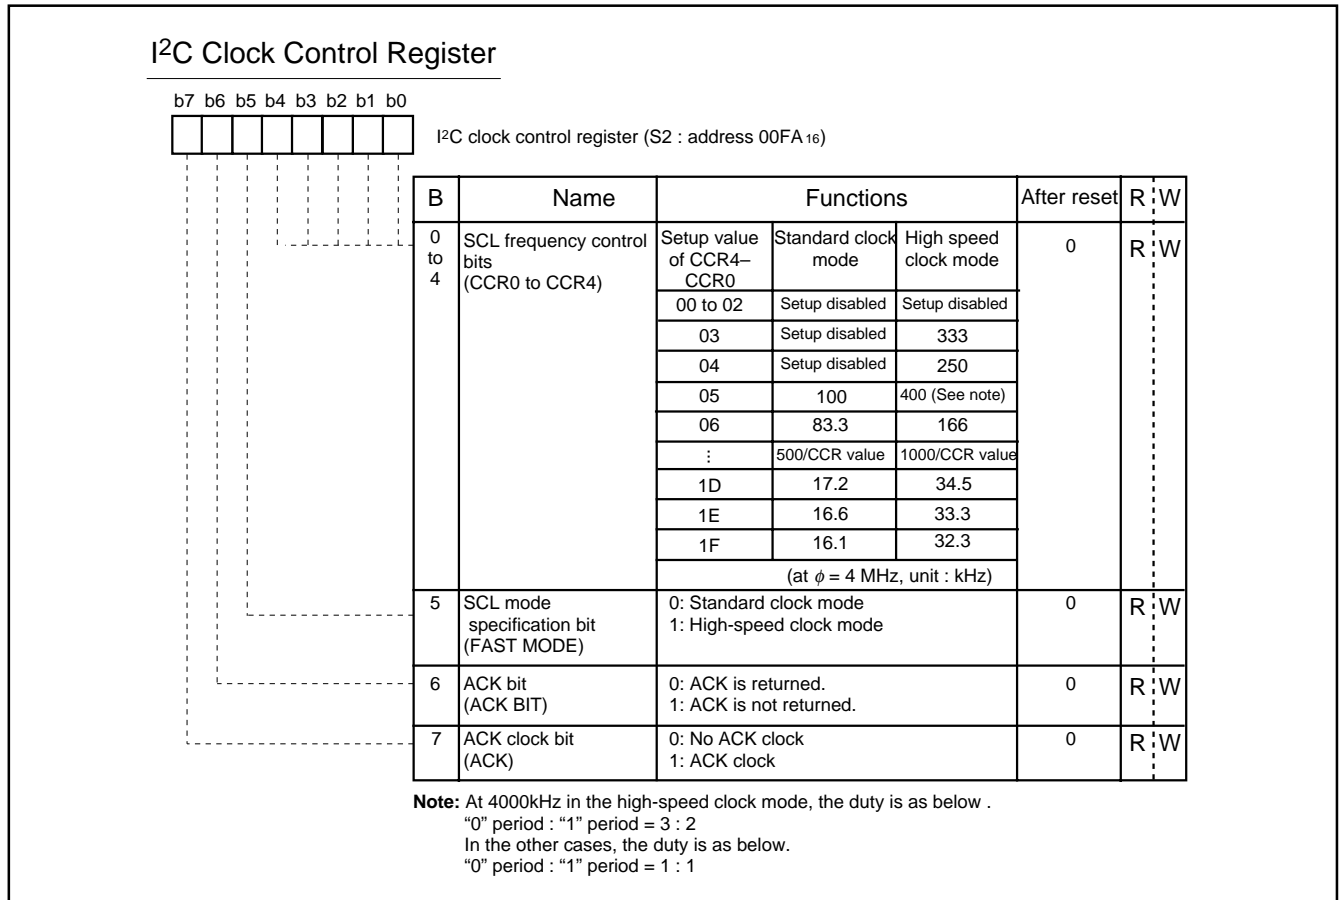 I2C Clock Control Register
b7 b6 b5 b4 b3 b2 b1 b0
I2C clock control register (S2 : address 00FA16)
B Name Functions After reset R W
0 to 4
SCL frequency control bits (CCR0 to CCR4)
Setup value of CCR4–CCR0 Standard clock mode High speed clock mode
0 R W
00 to 02 Setup disabled Setup disabled
03 Setup disabled 333
04 Setup disabled 250
05 100 400 (See note)
06 83.3 166
⋮ 500/CCR value 1000/CCR value
1D 17.2 34.5
1E 16.6 33.3
1F 16.1 32.3
(at ϕ = 4 MHz, unit : kHz)
5 SCL mode 0: Standard clock mode 0 R W
specification bit 1: High-speed clock mode
(FAST MODE)
6 ACK bit 0: ACK is returned. 0 R W
(ACK BIT) 1: ACK is not returned.
7 ACK clock bit 0: No ACK clock 0 R W
(ACK) 1: ACK clock
Note: At 4000kHz in the high-speed clock mode, the duty is as below .
“0” period : “1” period = 3 : 2
In the other cases, the duty is as below.
“0” period : “1” period = 1 : 1